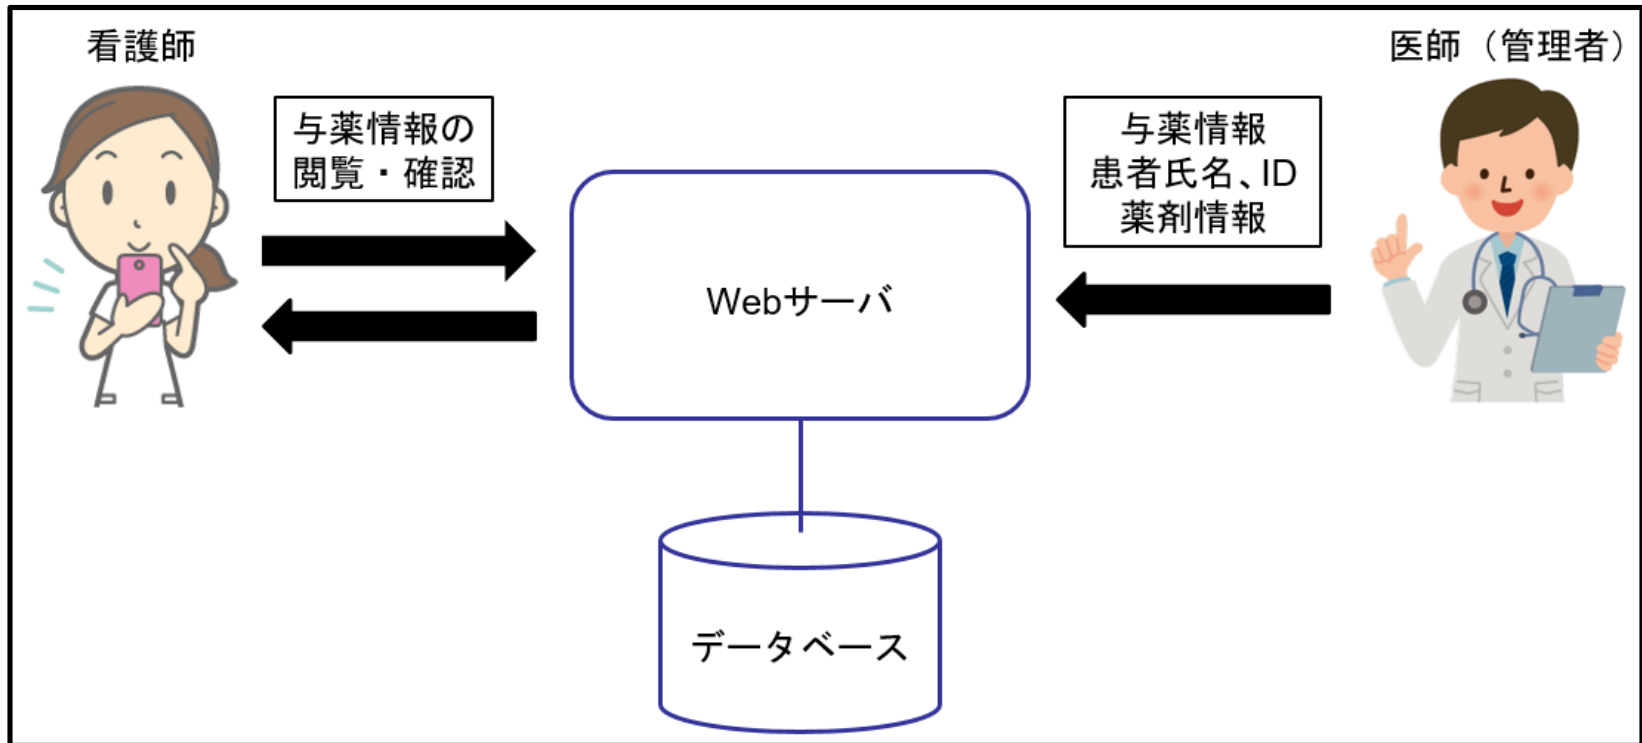 看護師
医師（管理者）
与薬情報の
閲覧・確認
与薬情報
患者氏名、ID
薬剤情報
Webサーバ
データベース